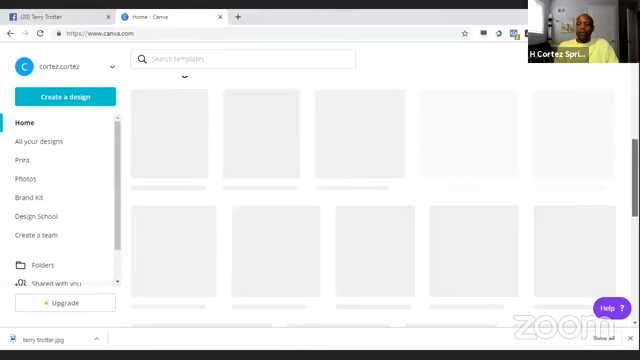 (20) Terry Trotter
Home - Canva
https://www.canva.com
H Cortez Spri...
C
cortez.cortez
Search templates
Create a design
Home
All your designs
Print
Photos
Brand Kit
Design School
Create a team
Folders
Shared with you
Upgrade
Help ?
zoom
terry trotter.jpg
Show all